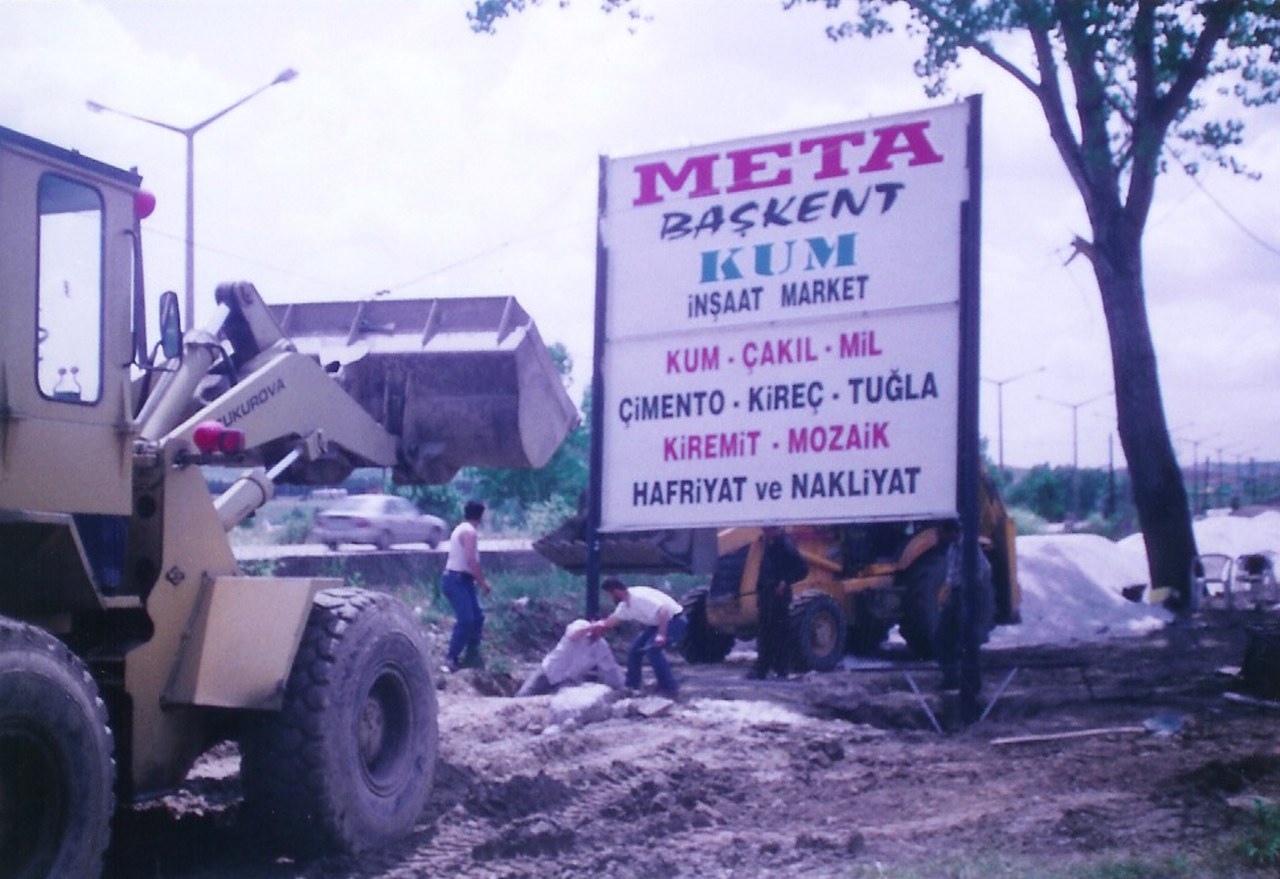 META
BAŞKENT
KUM
İNŞAAT MARKET
KUM - ÇAKIL - MİL
ÇİMENTO - KİREÇ - TUĞLA
KİREMİT - MOZAİK
HAFRİYAT ve NAKLİYAT
UKUROVA